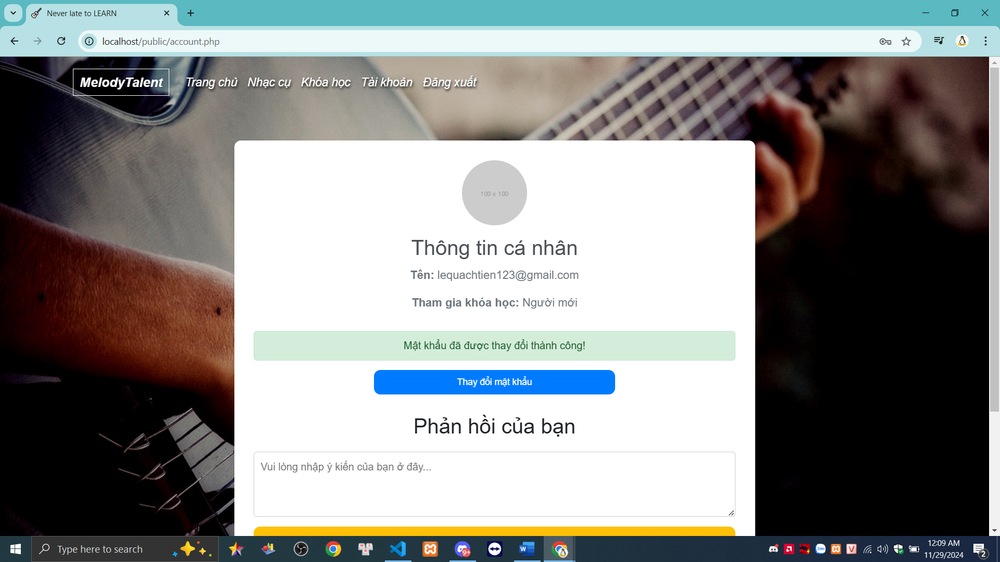 Never late to LEARN
localhost/public/account.php
MelodyTalent Trang chủ Nhạc cụ Khóa học Tài khoản Đăng xuất
100 x 100
Thông tin cá nhân
Tên: lequachtien123@gmail.com
Tham gia khóa học: Người mới
Mật khẩu đã được thay đổi thành công!
Thay đổi mật khẩu
Phản hồi của bạn
Vui lòng nhập ý kiến của bạn ở đây...
Type here to search
9+
W
Zalo
V
12:09 AM
11/29/2024
2